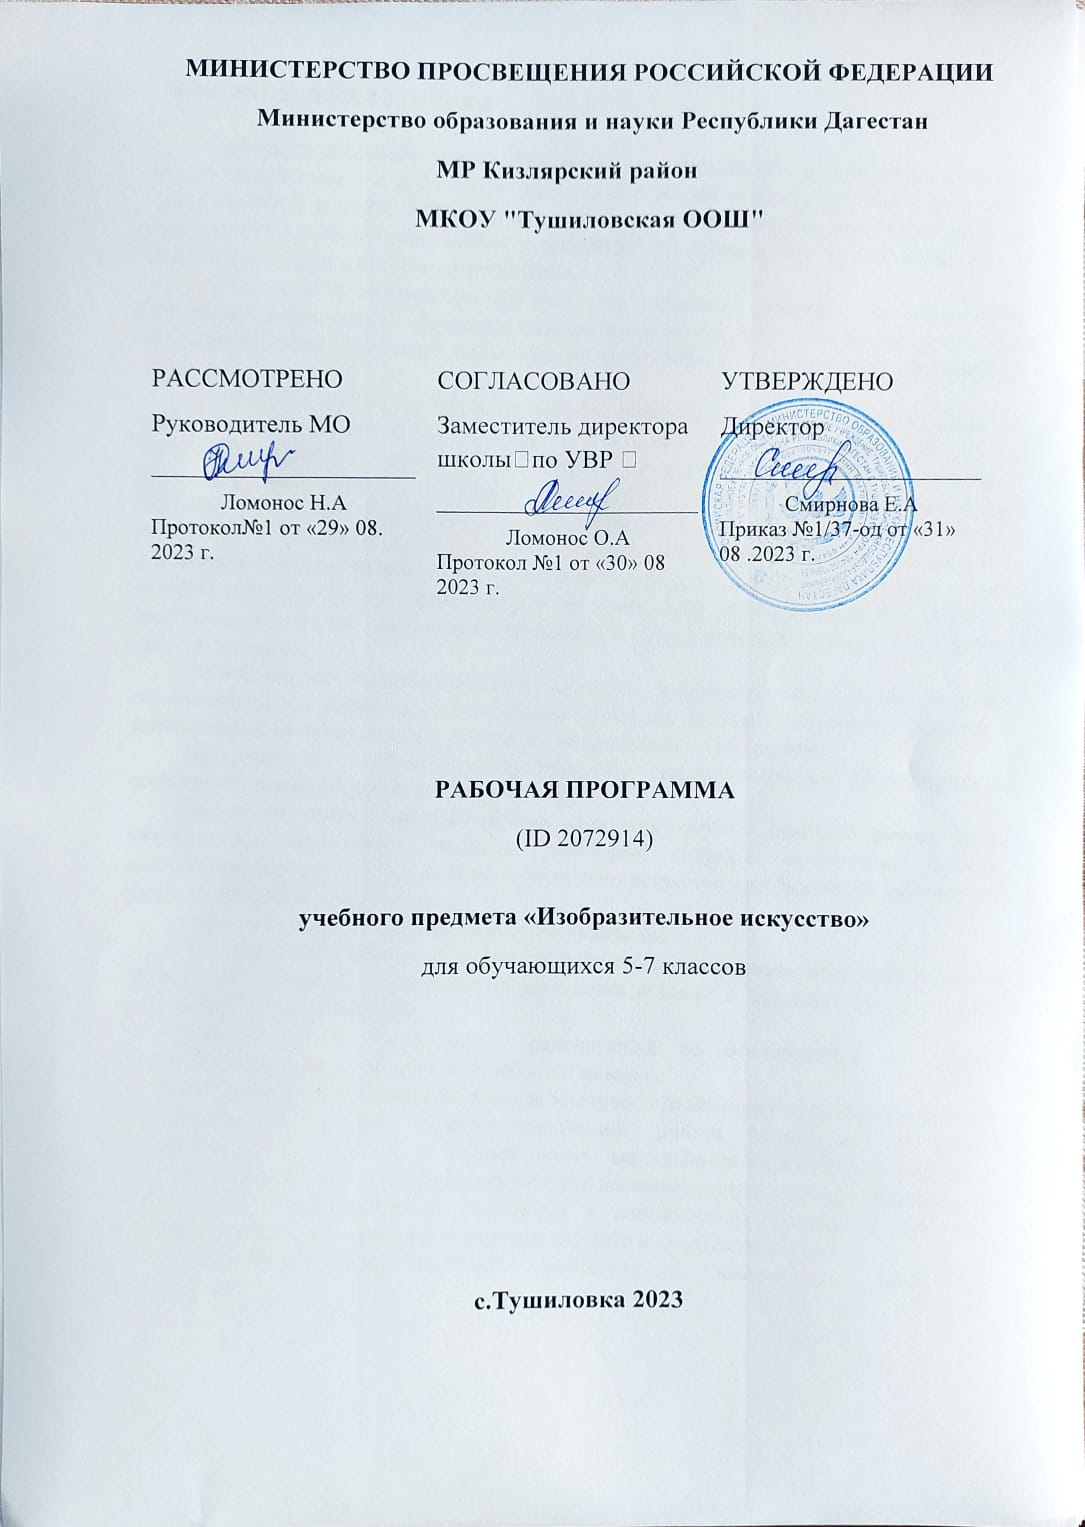 МИНИСТЕРСТВО ПРОСВЕЩЕНИЯ РОССИЙСКОЙ ФЕДЕРАЦИИ
Министерство образования и науки Республики Дагестан
МР Кизлярский район
МКОУ "Тушиловская ООШ"
РАССМОТРЕНО
Руководитель МО
Ломонос Н.А
Протокол№1 от «29» 08.
2023 г.
СОГЛАСОВАНО
Заместитель директора
школы□по УВР □
Ломонос О.А
Протокол №1 от «30» 08
2023 г.
УТВЕРЖДЕНО
Директор
Смирнова Е.А
Приказ №1/37-од от «31»
08 .2023 г.
РАБОЧАЯ ПРОГРАММА
(ID 2072914)
учебного предмета «Изобразительное искусство»
для обучающихся 5-7 классов
с.Тушиловка 2023